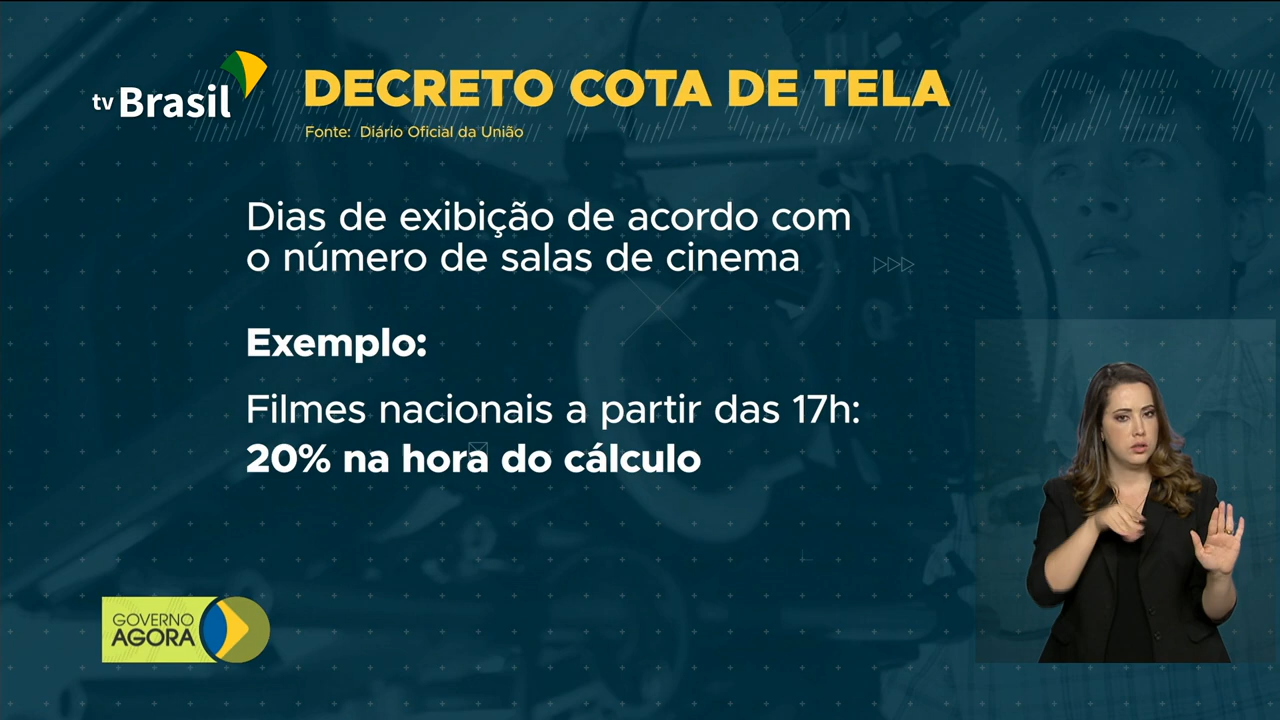 tv Brasil
DECRETO COTA DE TELA
Fonte: Diário Oficial da União
Dias de exibição de acordo com
o número de salas de cinema
Exemplo:
Filmes nacionais a partir das 17h:
20% na hora do cálculo
GOVERNO
AGORA